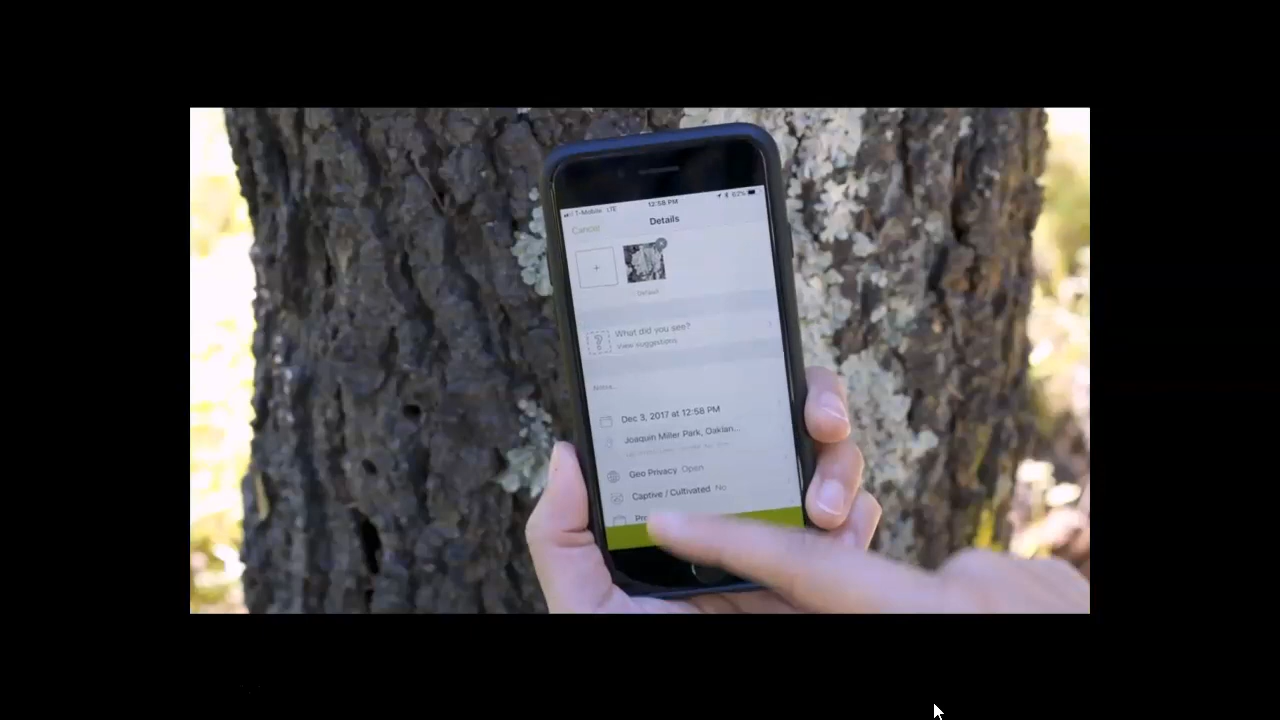 T-Mobile LTE 12:58 PM 82%
Cancel
Details
+
Default
What did you see?
View suggestions
Notes...
Dec 3, 2017 at 12:58 PM
Joaquin Miller Park, Oaklan...
Geo Privacy Open
Captive / Cultivated No